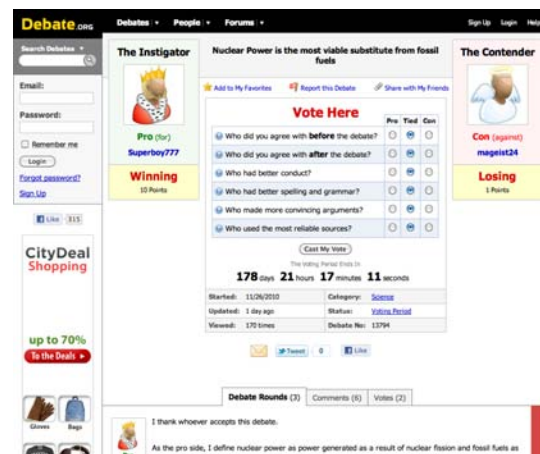 Debate.ORG
Debates People Forums
Sign Up Login Help
Search Debates
Email:
Password:
Remember me
Login
Forgot password?
Sign Up
Like 315
CityDeal
Shopping
up to 70%
To the Deals
Gloves Bags
The Instigator
Pro (for)
Superboy777
Winning
10 Points
Nuclear Power is the most viable substitute from fossil
fuels
Add to My Favorites Report this Debate Share with My Friends
Vote Here
Pro Tied Con
Who did you agree with before the debate?
Who did you agree with after the debate?
Who had better conduct?
Who had better spelling and grammar?
Who made more convincing arguments?
Who used the most reliable sources?
Cast My Vote
The Voting Period Ends In
178 days 21 hours 17 minutes 11 seconds
Started: 11/26/2010 Category: Science
Updated: 1 day ago Status: Voting Period
Viewed: 170 times Debate No: 13794
Tweet 0 Like
The Contender
Con (against)
mageist24
Losing
1 Points
Debate Rounds (3) Comments (6) Votes (2)
I thank whoever accepts this debate.
As the pro side, I define nuclear power as power generated as a result of nuclear fission and fossil fuels as